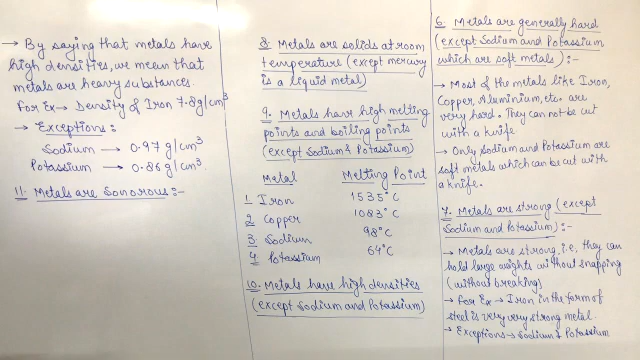 → By saying that metals have
high densities, we mean that
metals are heavy substances.
For Ex → Density of Iron 7.8g/cm³
→ Exceptions:
Sodium → 0.97 g/cm³
Potassium → 0.86 g/cm³.
11. Metals are Sonorous:-
8. Metals are solids at room
temperature (except mercury
is a liquid metal)
9. Metals have high melting
points and boiling points
(except Sodium & Potassium)
Metal Melting Point
1 Iron 1535°C
2 Copper 1083°C
3 Sodium 98°C
4 Potassium 64°C
10. Metals have high densities
(except Sodium and Potassium)
6. Metals are generally hard
(except Sodium and Potassium
which are soft metals) :-
→ Most of the metals like Iron,
Copper, Aluminium, etc. are
very hard. They can not be cut
with a knife
→ Only Sodium and Potassium are
soft metals which can be cut with
a knife.
7. Metals are strong (except
Sodium and Potassium) :-
→ Metals are strong, i.e, they can
hold large weights without snapping
(without breaking)
→ For Ex → Iron in the form of
steel is very very strong metal.
→ Exceptions → Sodium & Potassium